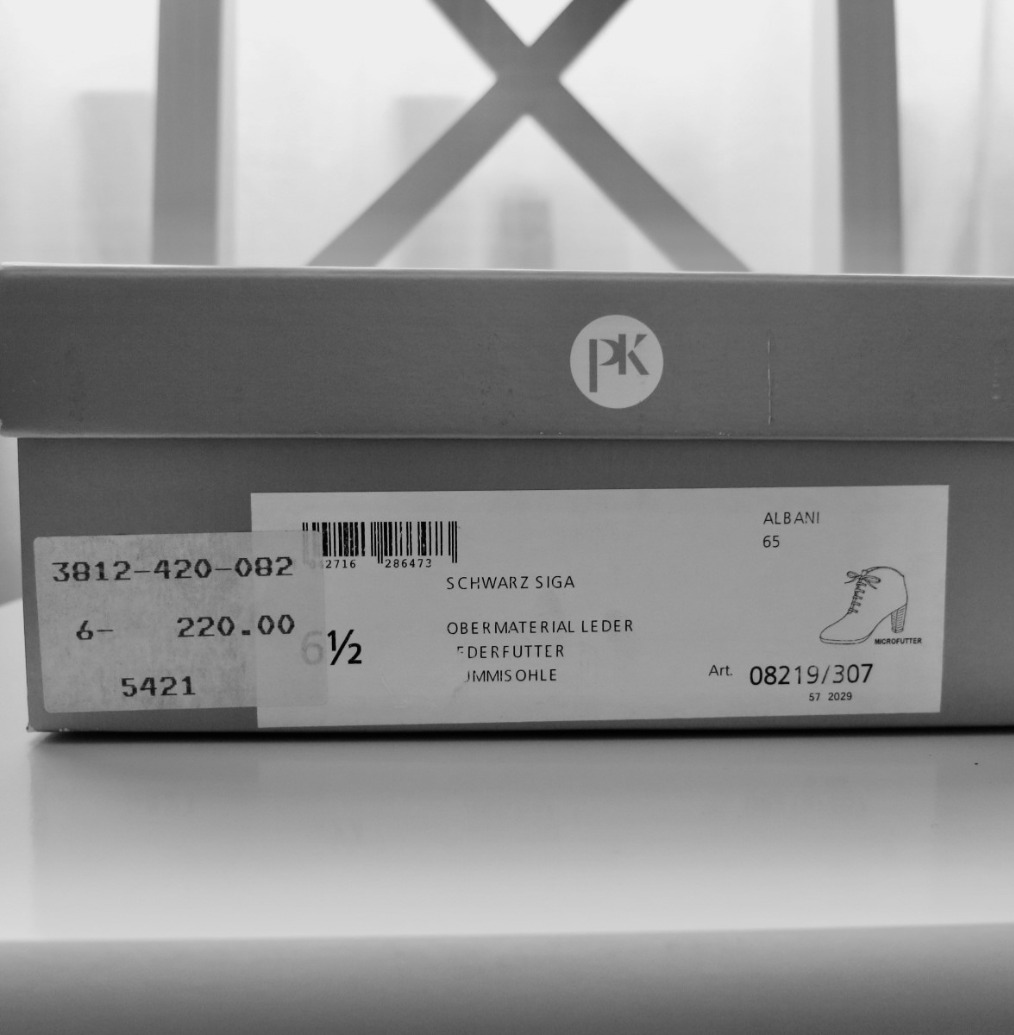 PK
3812-420-082
6- 220.00
5421
2716 286473
6½
SCHWARZ SIGA
OBERMATERIAL LEDER
EDERFUTTER
UMMISOHLE
ALBANI
65
MICROFUTTER
Art. 08219/307
57 2029